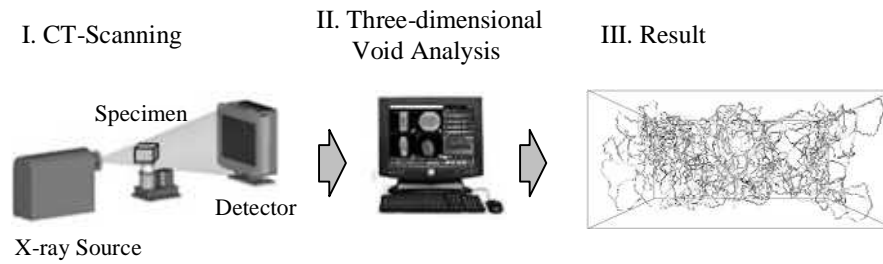 I. CT-Scanning
II. Three-dimensional
Void Analysis
III. Result
Specimen
Detector
X-ray Source